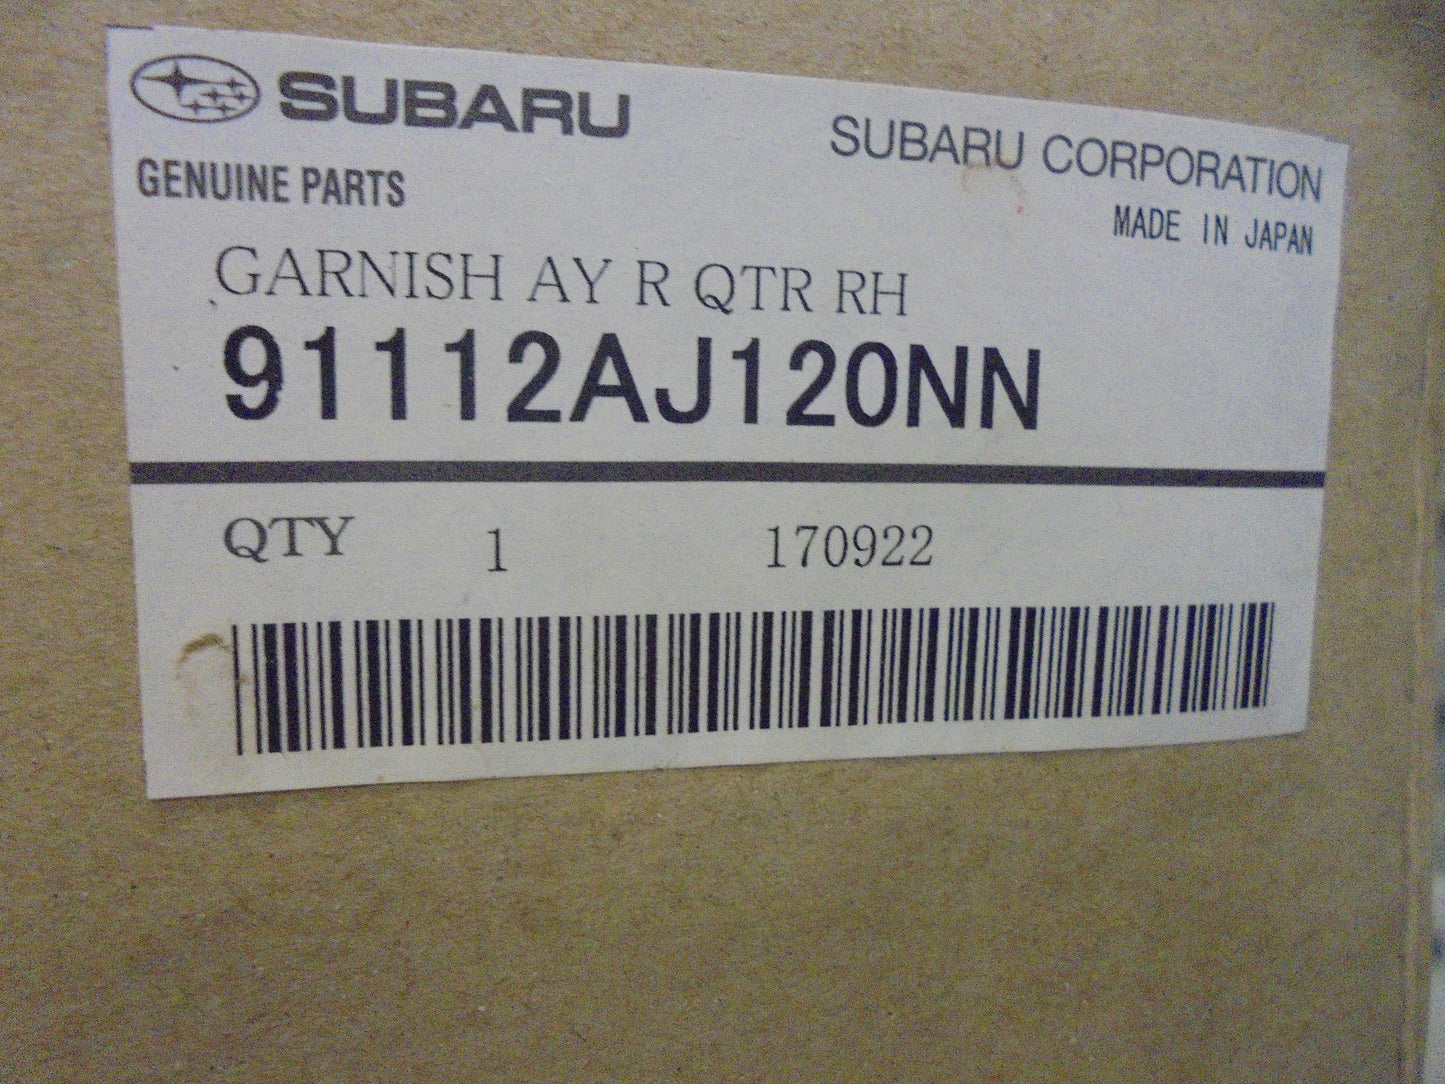 SUBARU
GENUINE PARTS
SUBARU CORPORATION
MADE IN JAPAN
GARNISH AY R QTR RH
91112AJ120NN
QTY 1 170922